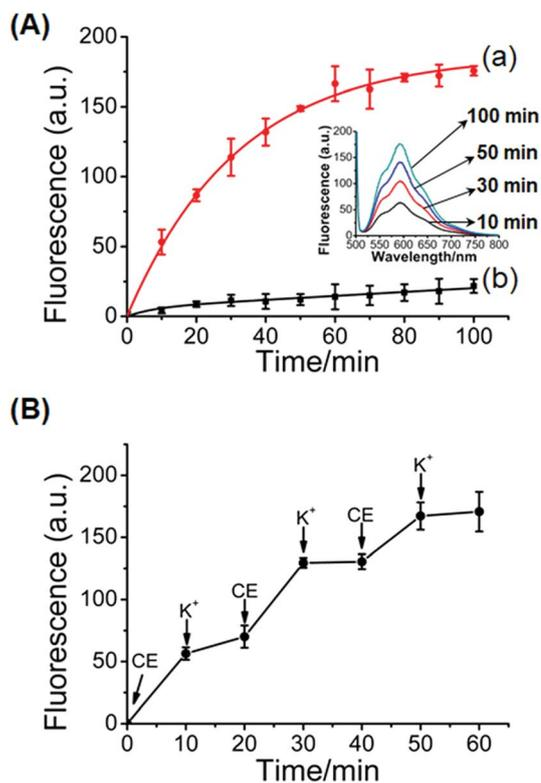 (A)
200
150
100
50
0
Fluorescence (a.u.)
0 20 40 60 80 100
Time/min
(a)
(b)
200
150
100
50
0
Fluorescence (a.u.)
500 550 600 650 700 750 800
Wavelength/nm
100 min
50 min
30 min
10 min
(B)
200
150
100
50
0
Fluorescence (a.u.)
0 10 20 30 40 50 60
Time/min
CE
K⁺
CE
K⁺
CE
K⁺